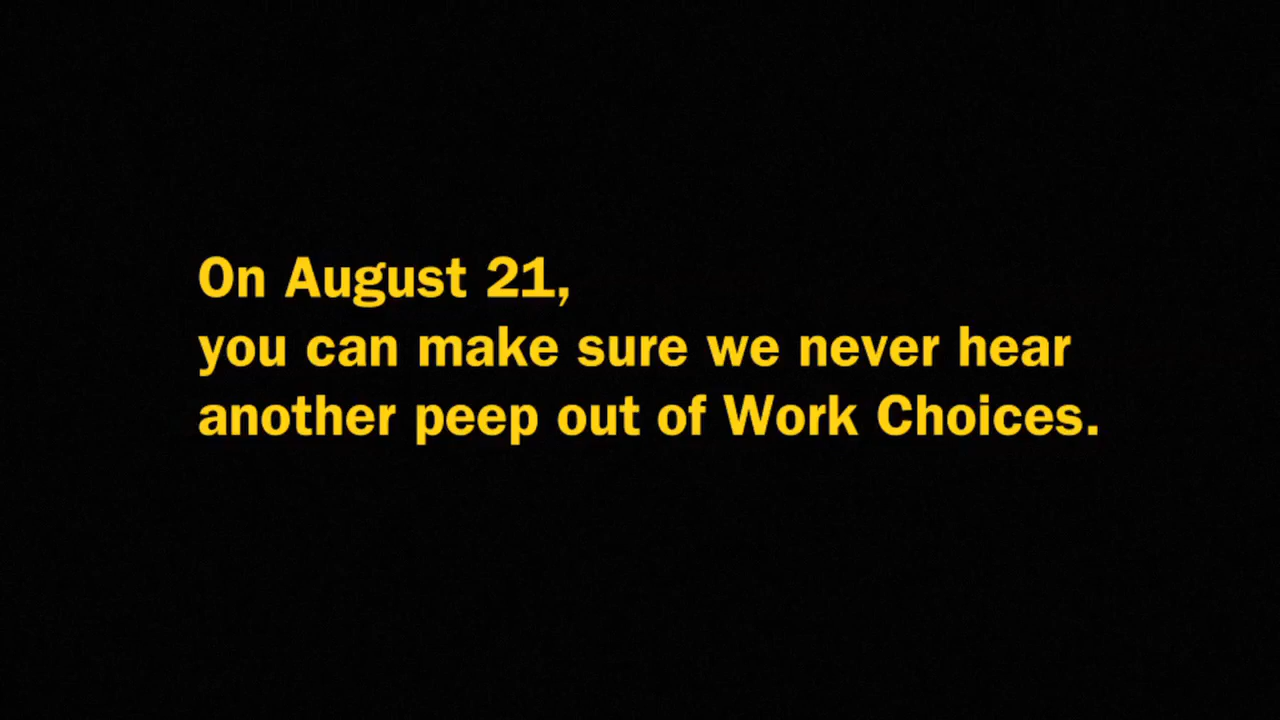 On August 21,
you can make sure we never hear
another peep out of Work Choices.